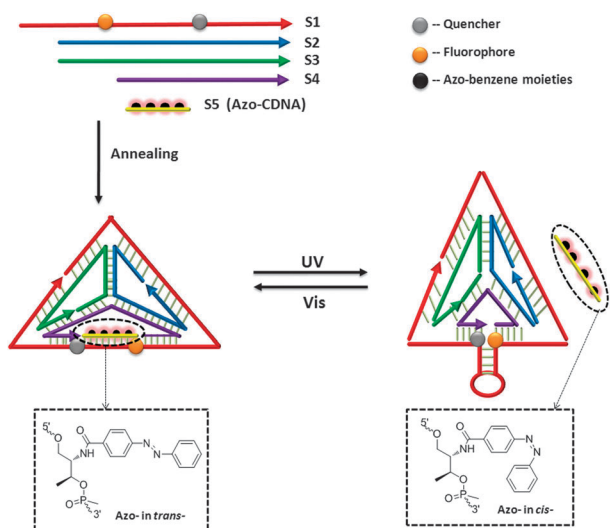 S1
S2
S3
S4
S5 (Azo-CDNA)
-- Quencher
-- Fluorophore
-- Azo-benzene moieties
Annealing
UV
Vis
5'
O
O
NH
N
N
O
O=P
O
3'
Azo- in trans-
5'
O
O
NH
N
N
O
O=P
O
3'
Azo- in cis-